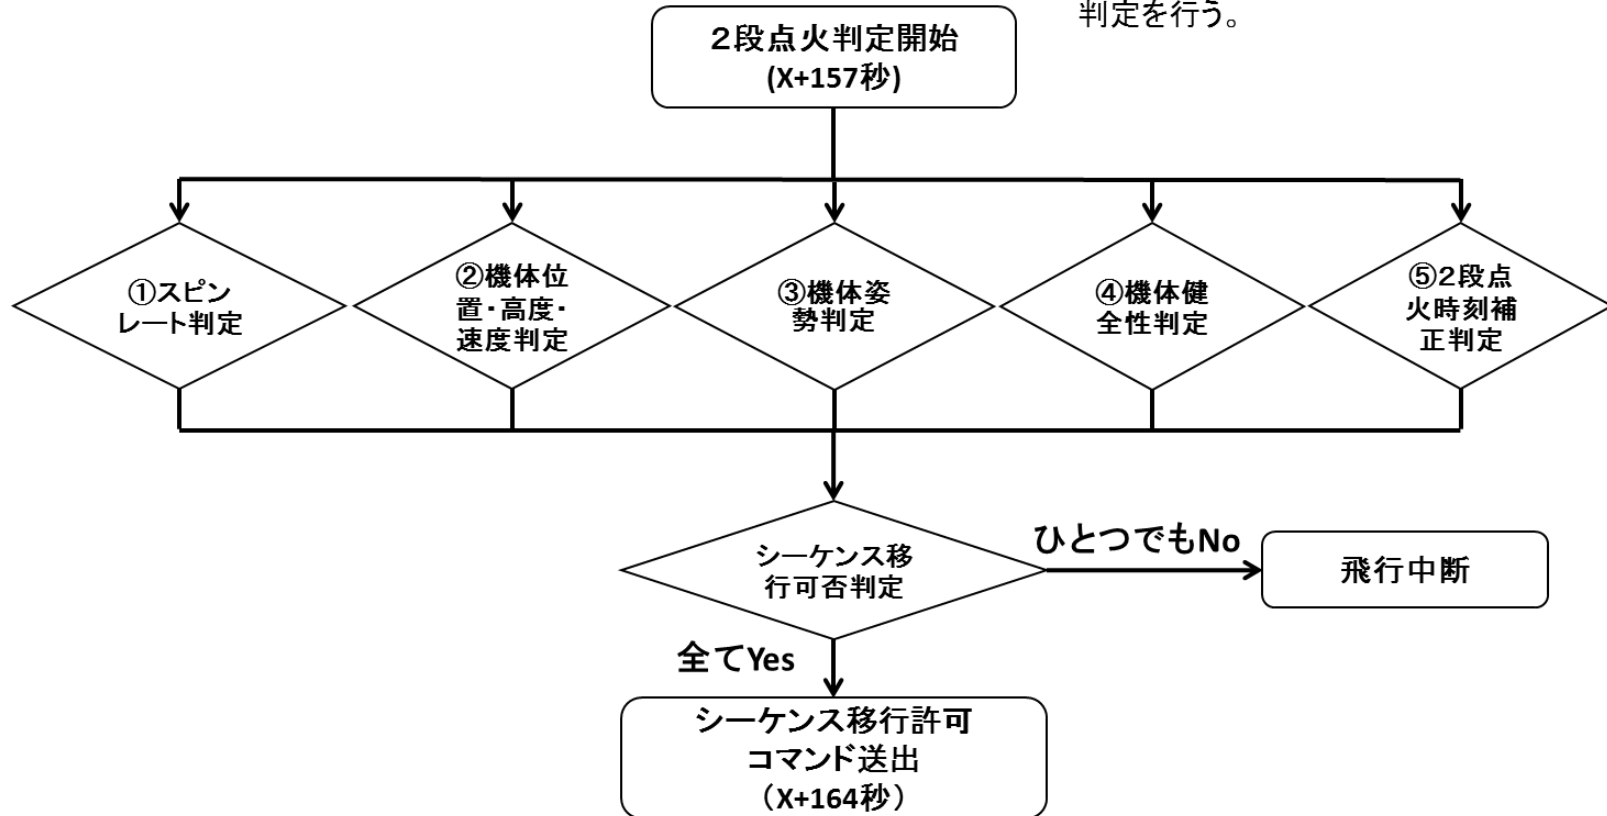 判定を行う。
２段点火判定開始
(X+157秒)
①スピン
レート判定
②機体位
置・高度・
速度判定
③機体姿
勢判定
④機体健
全性判定
⑤２段点
火時刻補
正判定
シーケンス移
行可否判定
ひとつでもNo
飛行中断
全てYes
シーケンス移行許可
コマンド送出
（X+164秒）